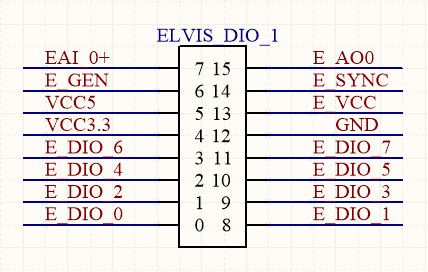 ELVIS_DIO_1
EAI_0+ 7 15 E_AO0
E_GEN 6 14 E_SYNC
VCC5 5 13 E_VCC
VCC3.3 4 12 GND
E_DIO_6 3 11 E_DIO_7
E_DIO_4 2 10 E_DIO_5
E_DIO_2 1 9 E_DIO_3
E_DIO_0 0 8 E_DIO_1